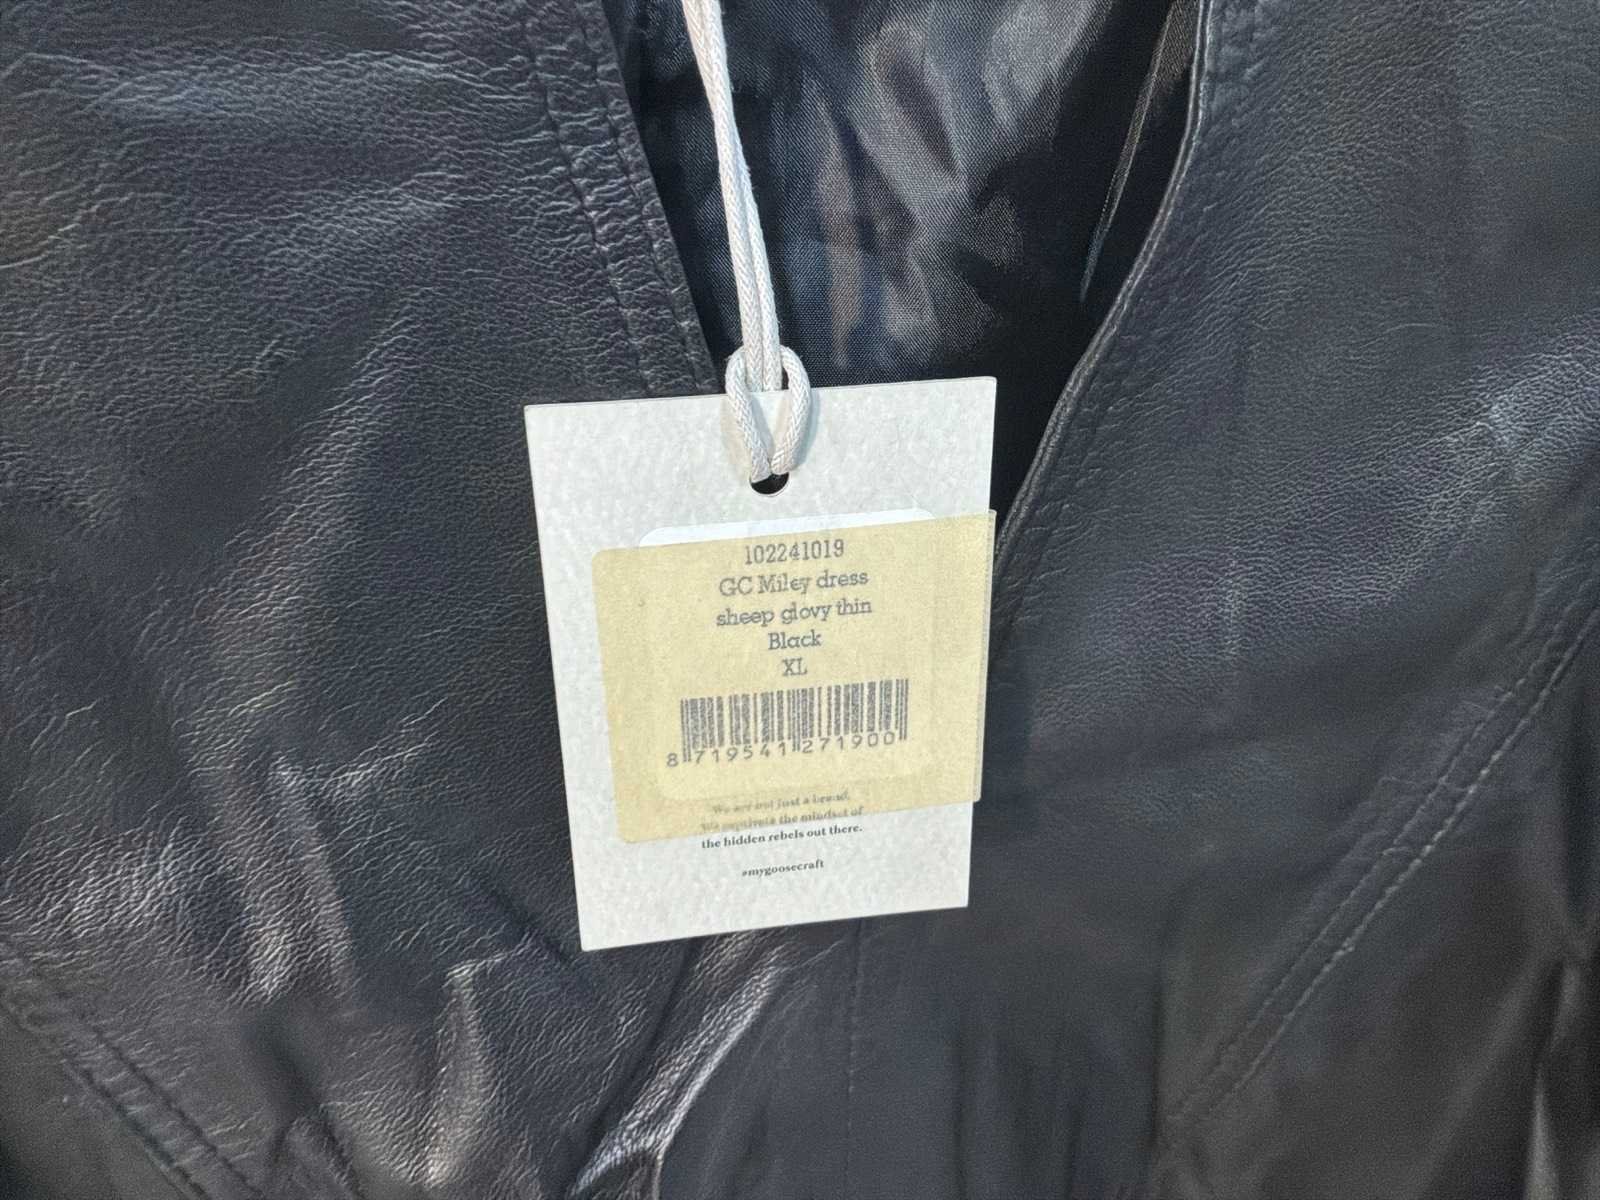 102241019
GC Miley dress
sheep glovy thin
Black
XL
8 719541 271900
We are not just a brand.
We captivate the mindset of
the hidden rebels out there.
#mygoosecraft